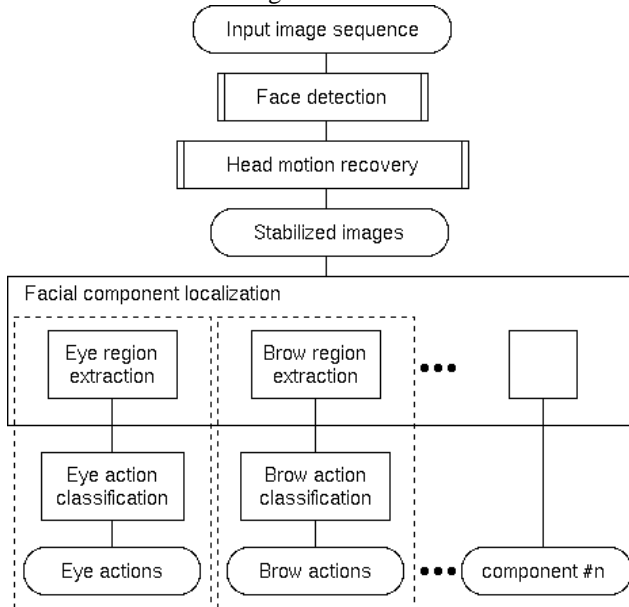 Input image sequence
Face detection
Head motion recovery
Stabilized images
Facial component localization
Eye region
extraction
Brow region
extraction
Eye action
classification
Brow action
classification
Eye actions
Brow actions
component #n